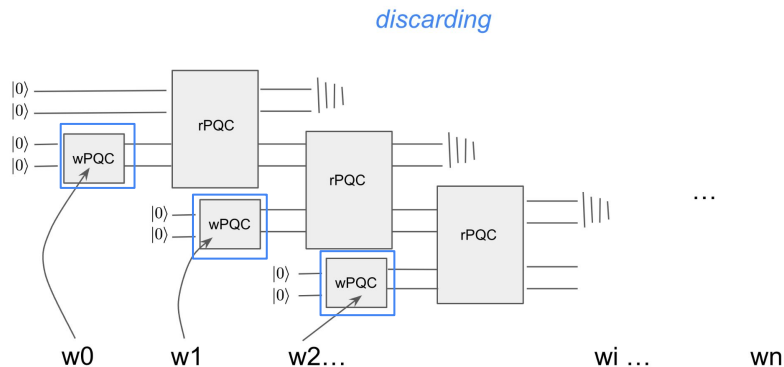 discarding
|0⟩
|0⟩
rPQC
|0⟩
|0⟩
wPQC
rPQC
|0⟩
|0⟩
wPQC
rPQC
...
|0⟩
|0⟩
wPQC
w0 w1 w2... wi ... wn